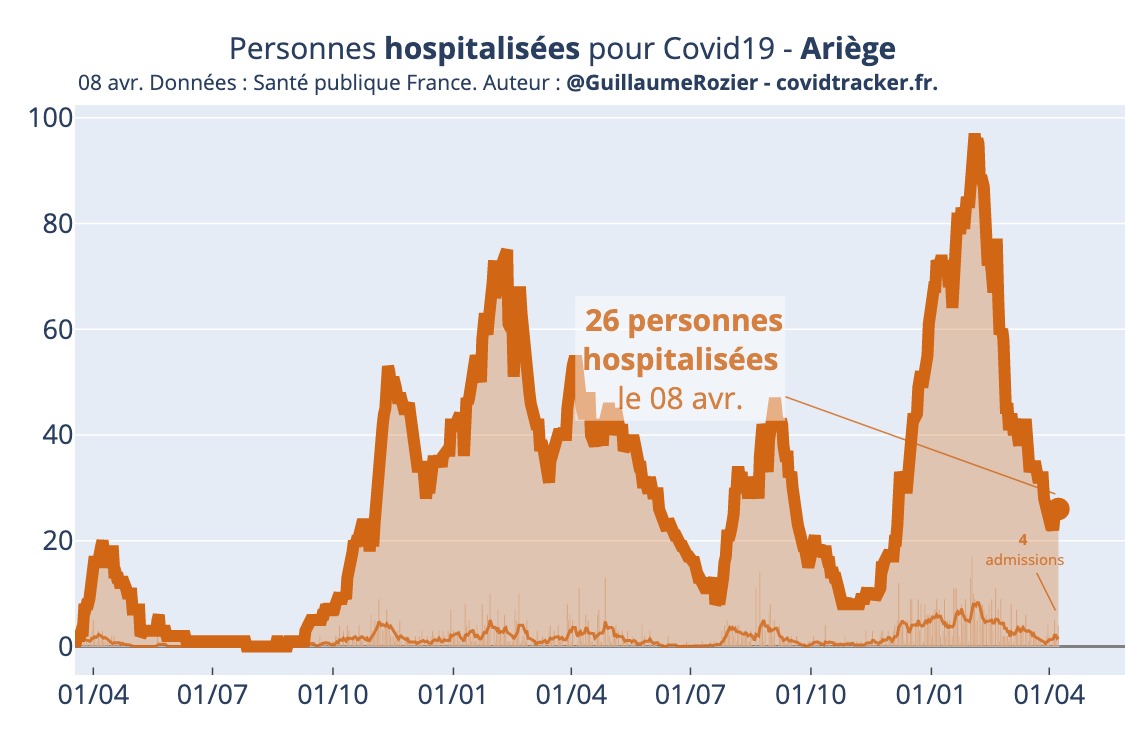 Personnes hospitalisées pour Covid19 - Ariège
08 avr. Données : Santé publique France. Auteur : @GuillaumeRozier - covidtracker.fr.
100
80
60
40
20
0
26 personnes
hospitalisées
le 08 avr.
4
admissions
01/04 01/07 01/10 01/01 01/04 01/07 01/10 01/01 01/04